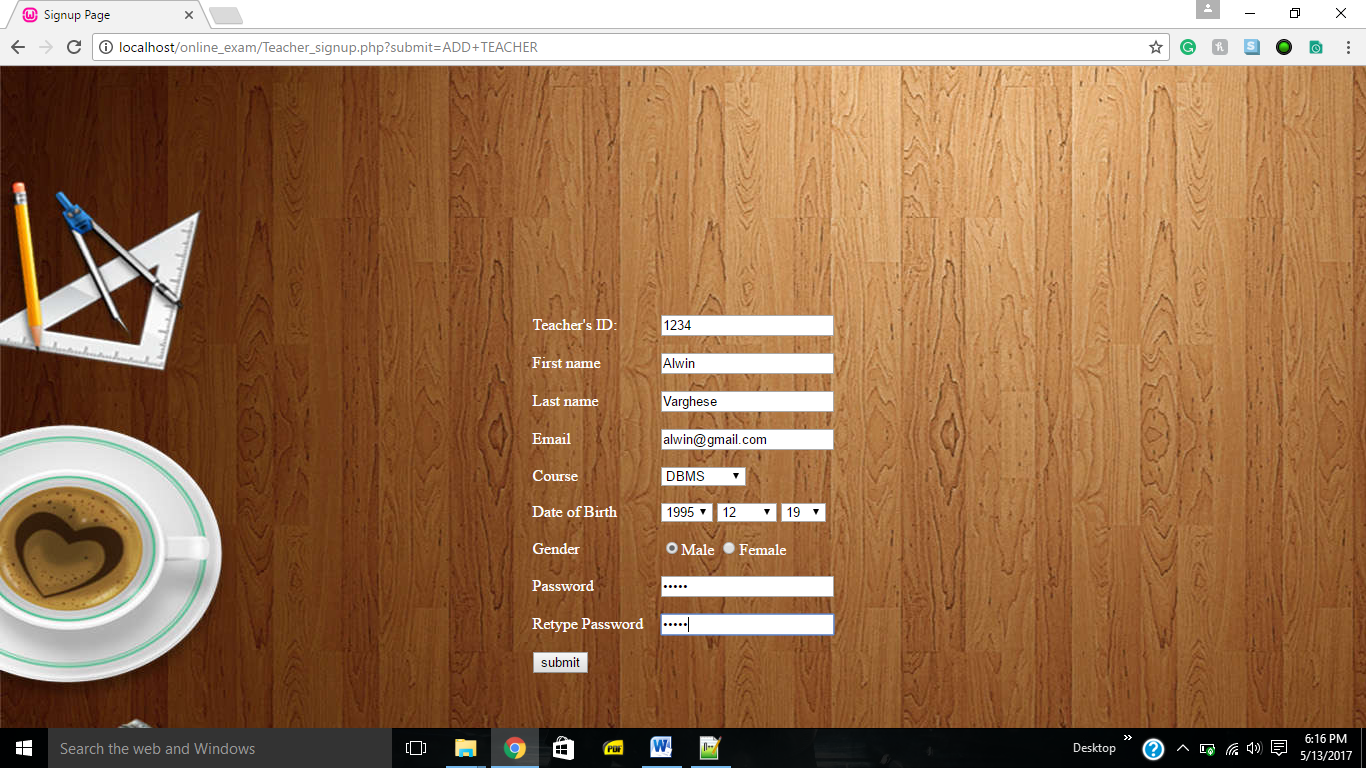 Signup Page
localhost/online_exam/Teacher_signup.php?submit=ADD+TEACHER
Teacher's ID: 1234
First name Alwin
Last name Varghese
Email alwin@gmail.com
Course DBMS
Date of Birth 1995 12 19
Gender Male Female
Password •••••
Retype Password •••••
submit
Search the web and Windows
PDF
W
Desktop
6:16 PM
5/13/2017